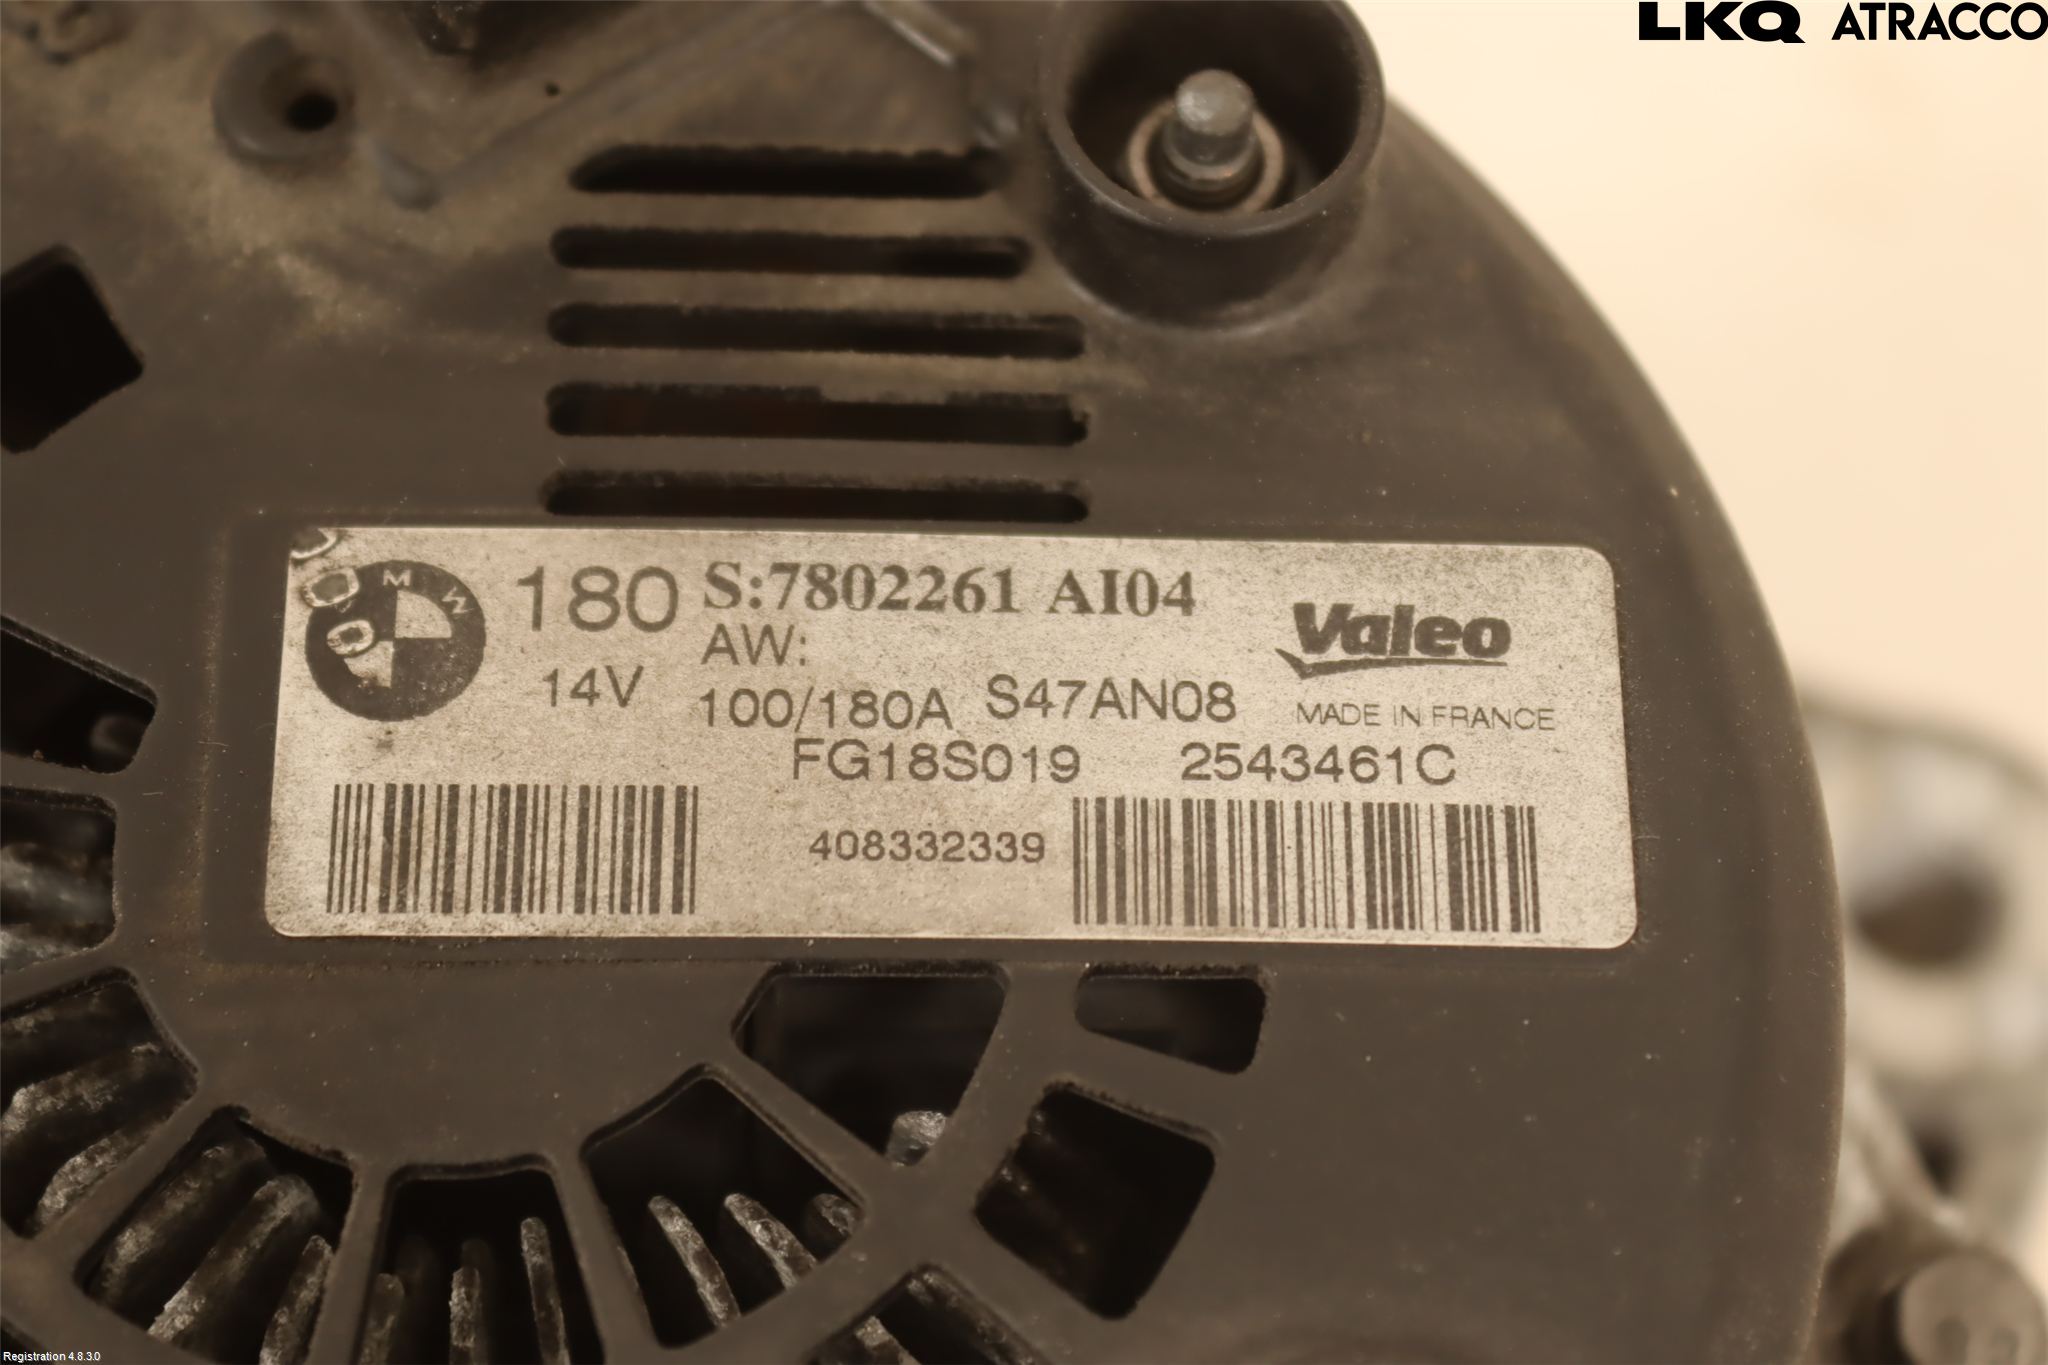 LKQ ATRACCO
BMW
180 S:7802261 AI04
AW:
14V 100/180A S47AN08
Valeo
MADE IN FRANCE
FG18S019 2543461C
408332339
Registration 4.8.3.0